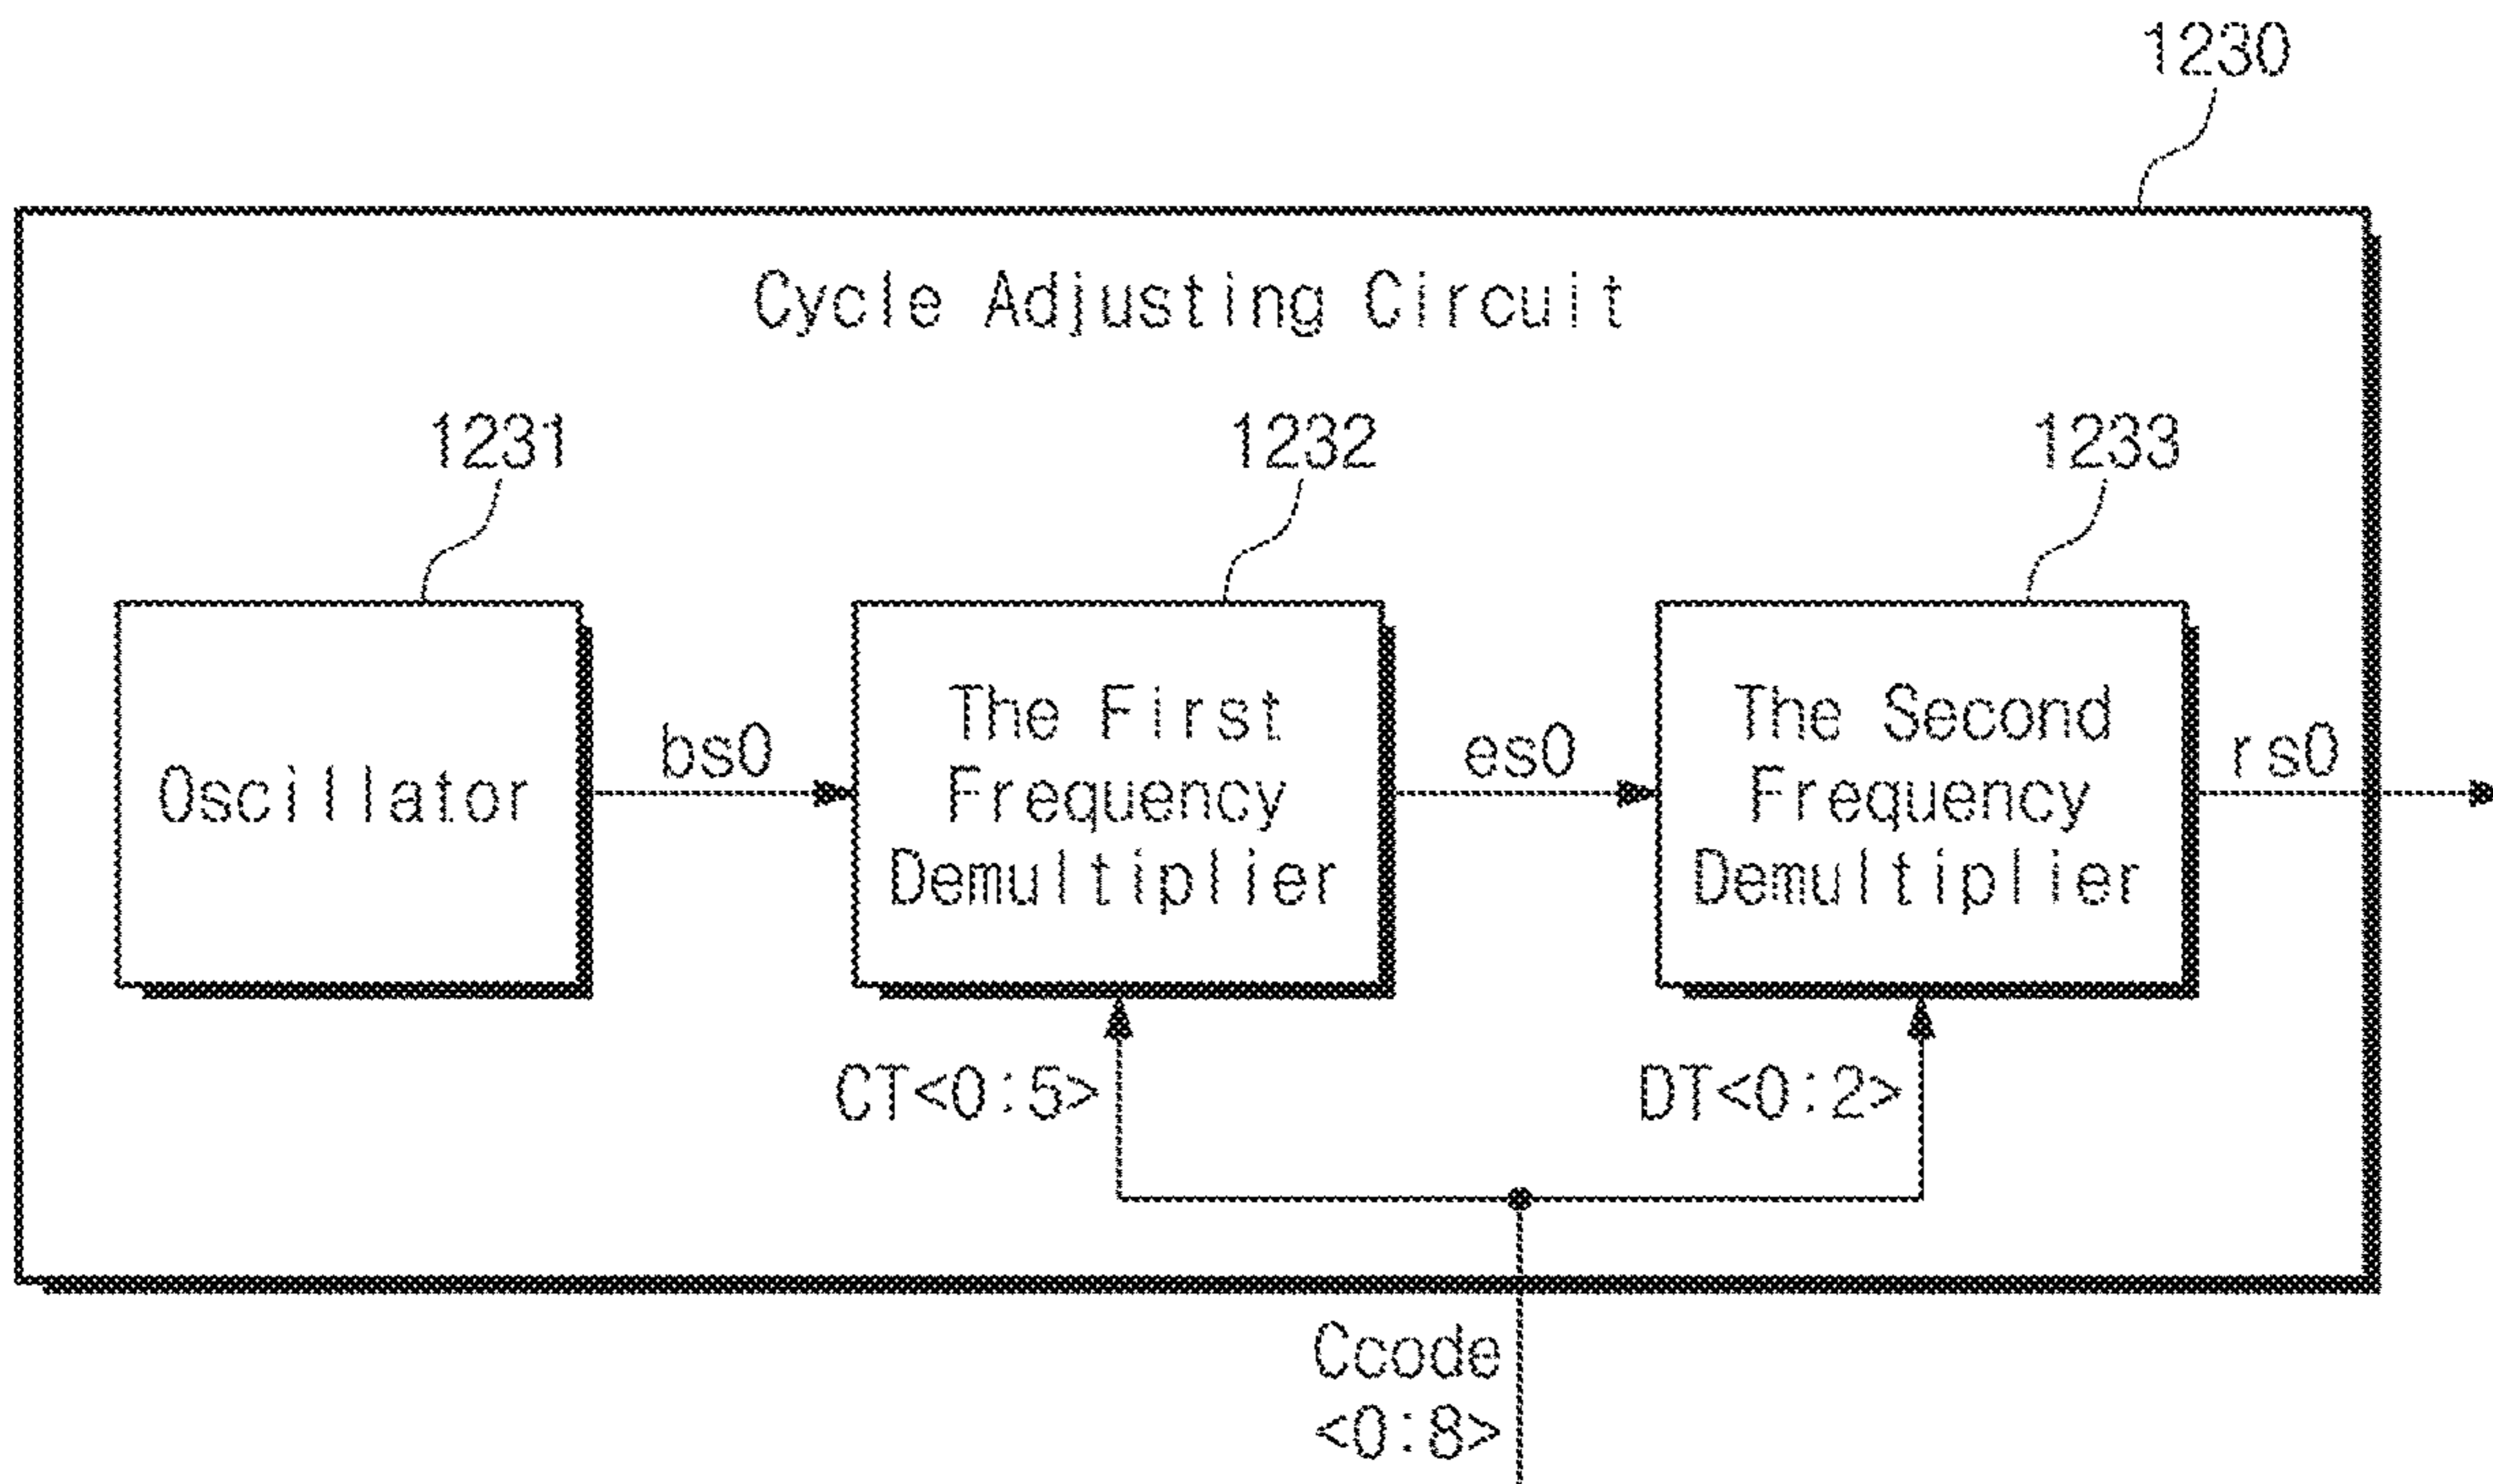 1230
Cycle Adjusting Circuit
1231
1232
1233
Oscillator
bs0
The First
Frequency
Demultiplier
es0
The Second
Frequency
Demultiplier
rs0
CT<0:5>
DT<0:2>
Ccode
<0:8>